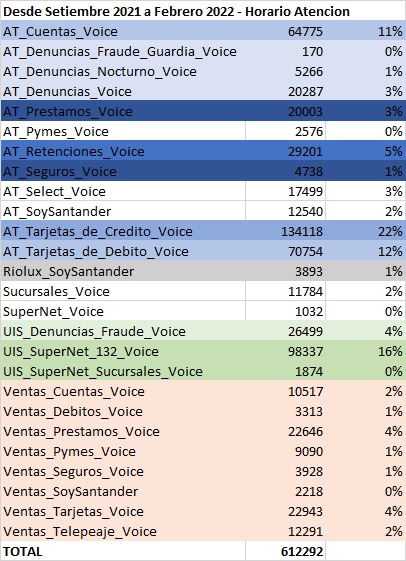 Desde Setiembre 2021 a Febrero 2022 - Horario Atencion
AT_Cuentas_Voice 64775 11%
AT_Denuncias_Fraude_Guardia_Voice 170 0%
AT_Denuncias_Nocturno_Voice 5266 1%
AT_Denuncias_Voice 20287 3%
AT_Prestamos_Voice 20003 3%
AT_Pymes_Voice 2576 0%
AT_Retenciones_Voice 29201 5%
AT_Seguros_Voice 4738 1%
AT_Select_Voice 17499 3%
AT_SoySantander 12540 2%
AT_Tarjetas_de_Credito_Voice 134118 22%
AT_Tarjetas_de_Debito_Voice 70754 12%
Riolux_SoySantander 3893 1%
Sucursales_Voice 11784 2%
SuperNet_Voice 1032 0%
UIS_Denuncias_Fraude_Voice 26499 4%
UIS_SuperNet_132_Voice 98337 16%
UIS_SuperNet_Sucursales_Voice 1874 0%
Ventas_Cuentas_Voice 10517 2%
Ventas_Debitos_Voice 3313 1%
Ventas_Prestamos_Voice 22646 4%
Ventas_Pymes_Voice 9090 1%
Ventas_Seguros_Voice 3928 1%
Ventas_SoySantander 2218 0%
Ventas_Tarjetas_Voice 22943 4%
Ventas_Telepeaje_Voice 12291 2%
TOTAL 612292